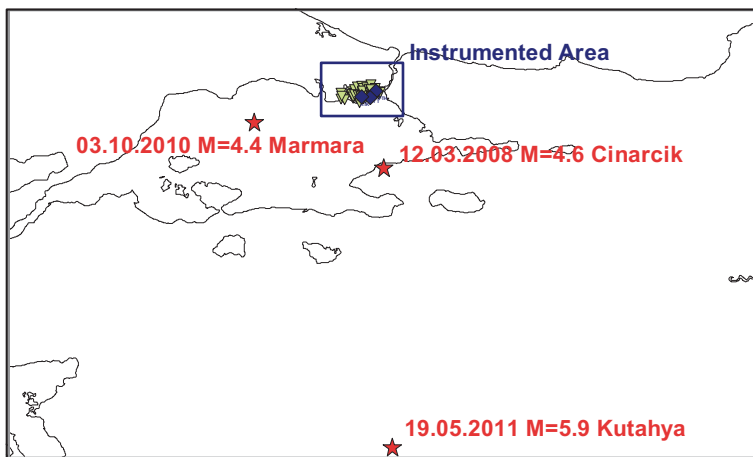 Instrumented Area
03.10.2010 M=4.4 Marmara
12.03.2008 M=4.6 Cinarcik
19.05.2011 M=5.9 Kutahya